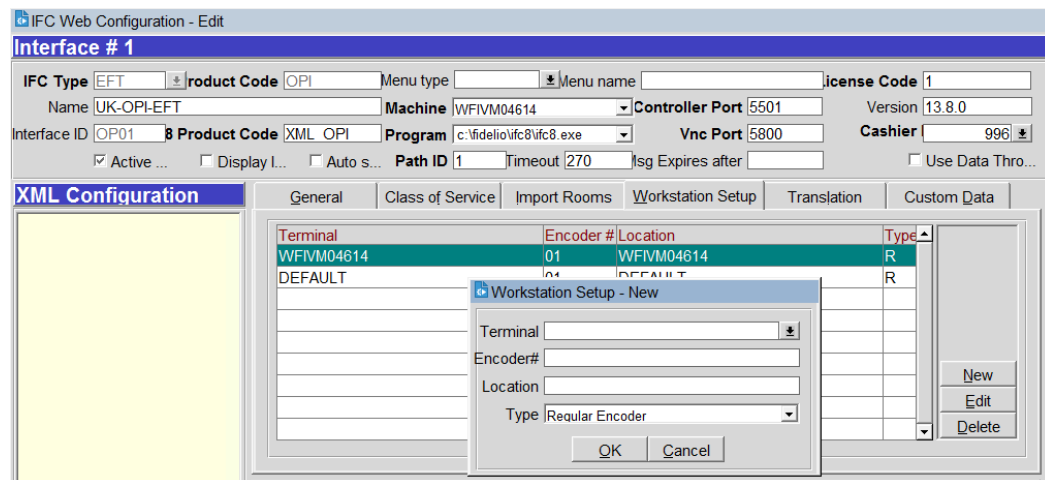 IFC Web Configuration - Edit
Interface # 1
IFC Type EFT roduct Code OPI Menu type Menu name icense Code 1
Name UK-OPI-EFT Machine WFIVM04614 Controller Port 5501 Version 13.8.0
Interface ID OP01 8 Product Code XML_OPI Program c:\fidelio\ifc8\ifc8.exe Vnc Port 5800 Cashier 996
Active ... Display I... Auto s... Path ID 1 Timeout 270 Msg Expires after Use Data Thro...
XML Configuration General Class of Service Import Rooms Workstation Setup Translation Custom Data
Terminal Encoder # Location Type
WFIVM04614 01 WFIVM04614 R
DEFAULT 01 DEFAULT R
Workstation Setup - New
Terminal
Encoder#
Location
Type Regular Encoder
OK Cancel
New
Edit
Delete